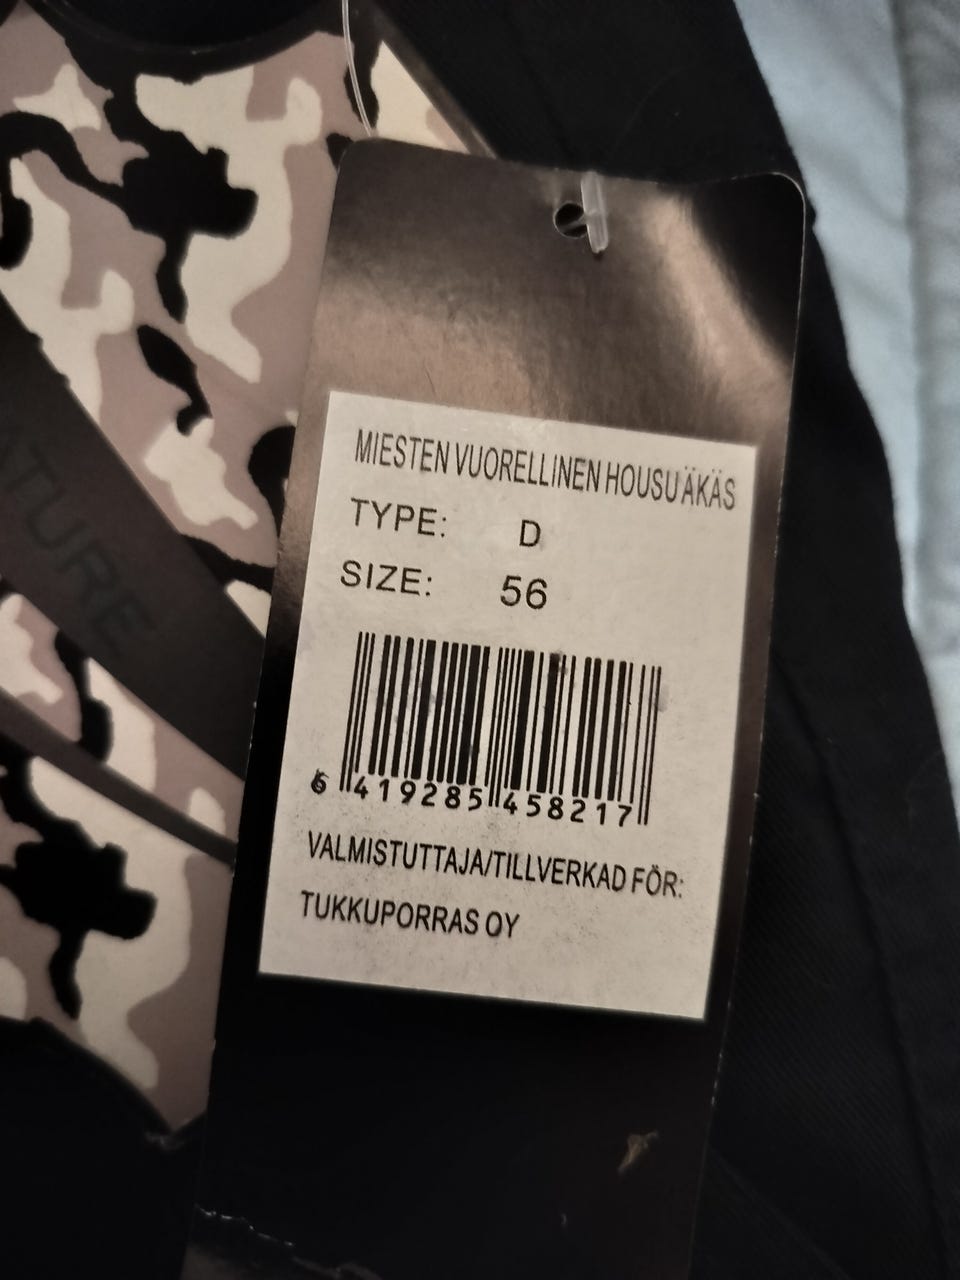 MIESTEN VUORELLINEN HOUSU ÄKÄS
TYPE: D
SIZE: 56
6 419285 458217
VALMISTUTTAJA/TILLVERKAD FÖR:
TUKKUPORRAS OY